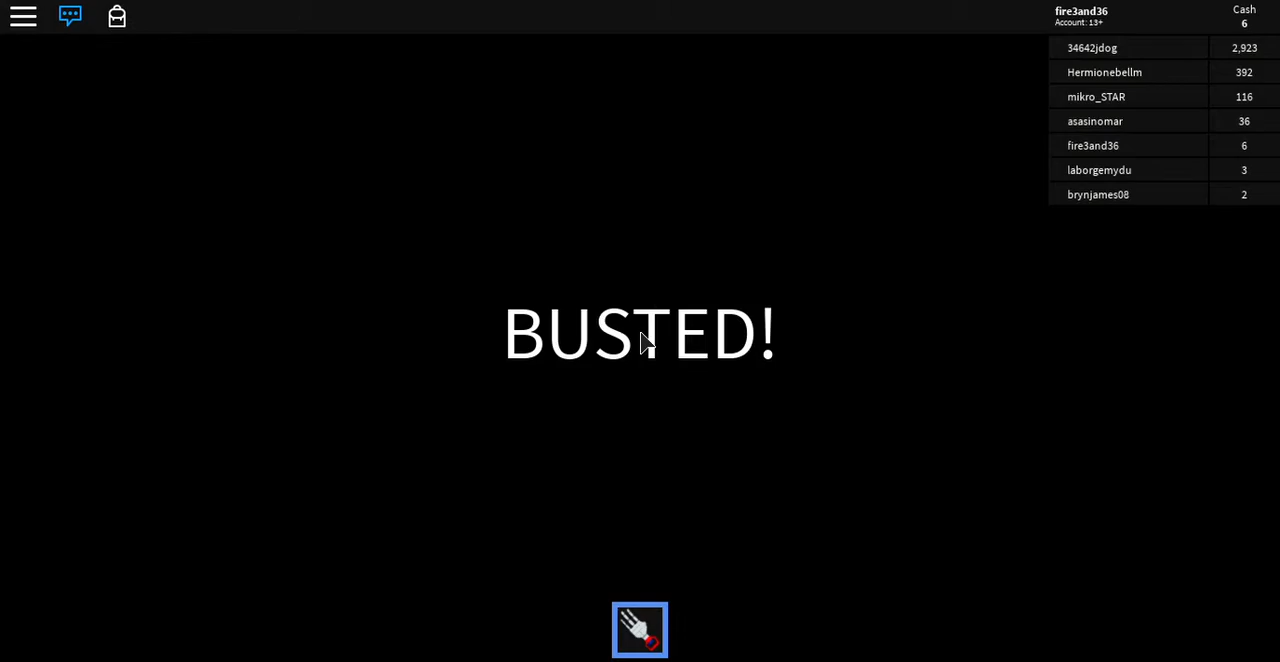 fire3and36
Account: 13+
Cash
6
34642jdog 2,923
Hermionebellm 392
mikro_STAR 116
asasinomar 36
fire3and36 6
laborgemydu 3
brynjames08 2
BUSTED!